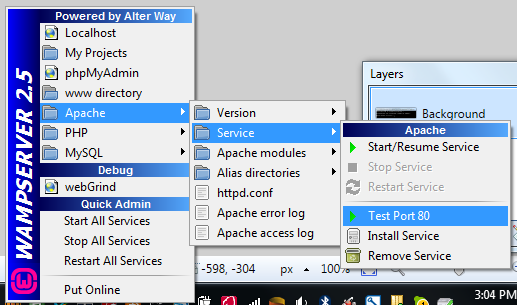 WAMPSERVER 2.5
Powered by Alter Way
Localhost
My Projects
phpMyAdmin
www directory
Apache
PHP
MySQL
Debug
webGrind
Quick Admin
Start All Services
Stop All Services
Restart All Services
Put Online
Version
Service
Apache modules
Alias directories
httpd.conf
Apache error log
Apache access log
Layers
Background
Apache
Start/Resume Service
Stop Service
Restart Service
Test Port 80
Install Service
Remove Service
-598, -304
px
100%
3:04 PM